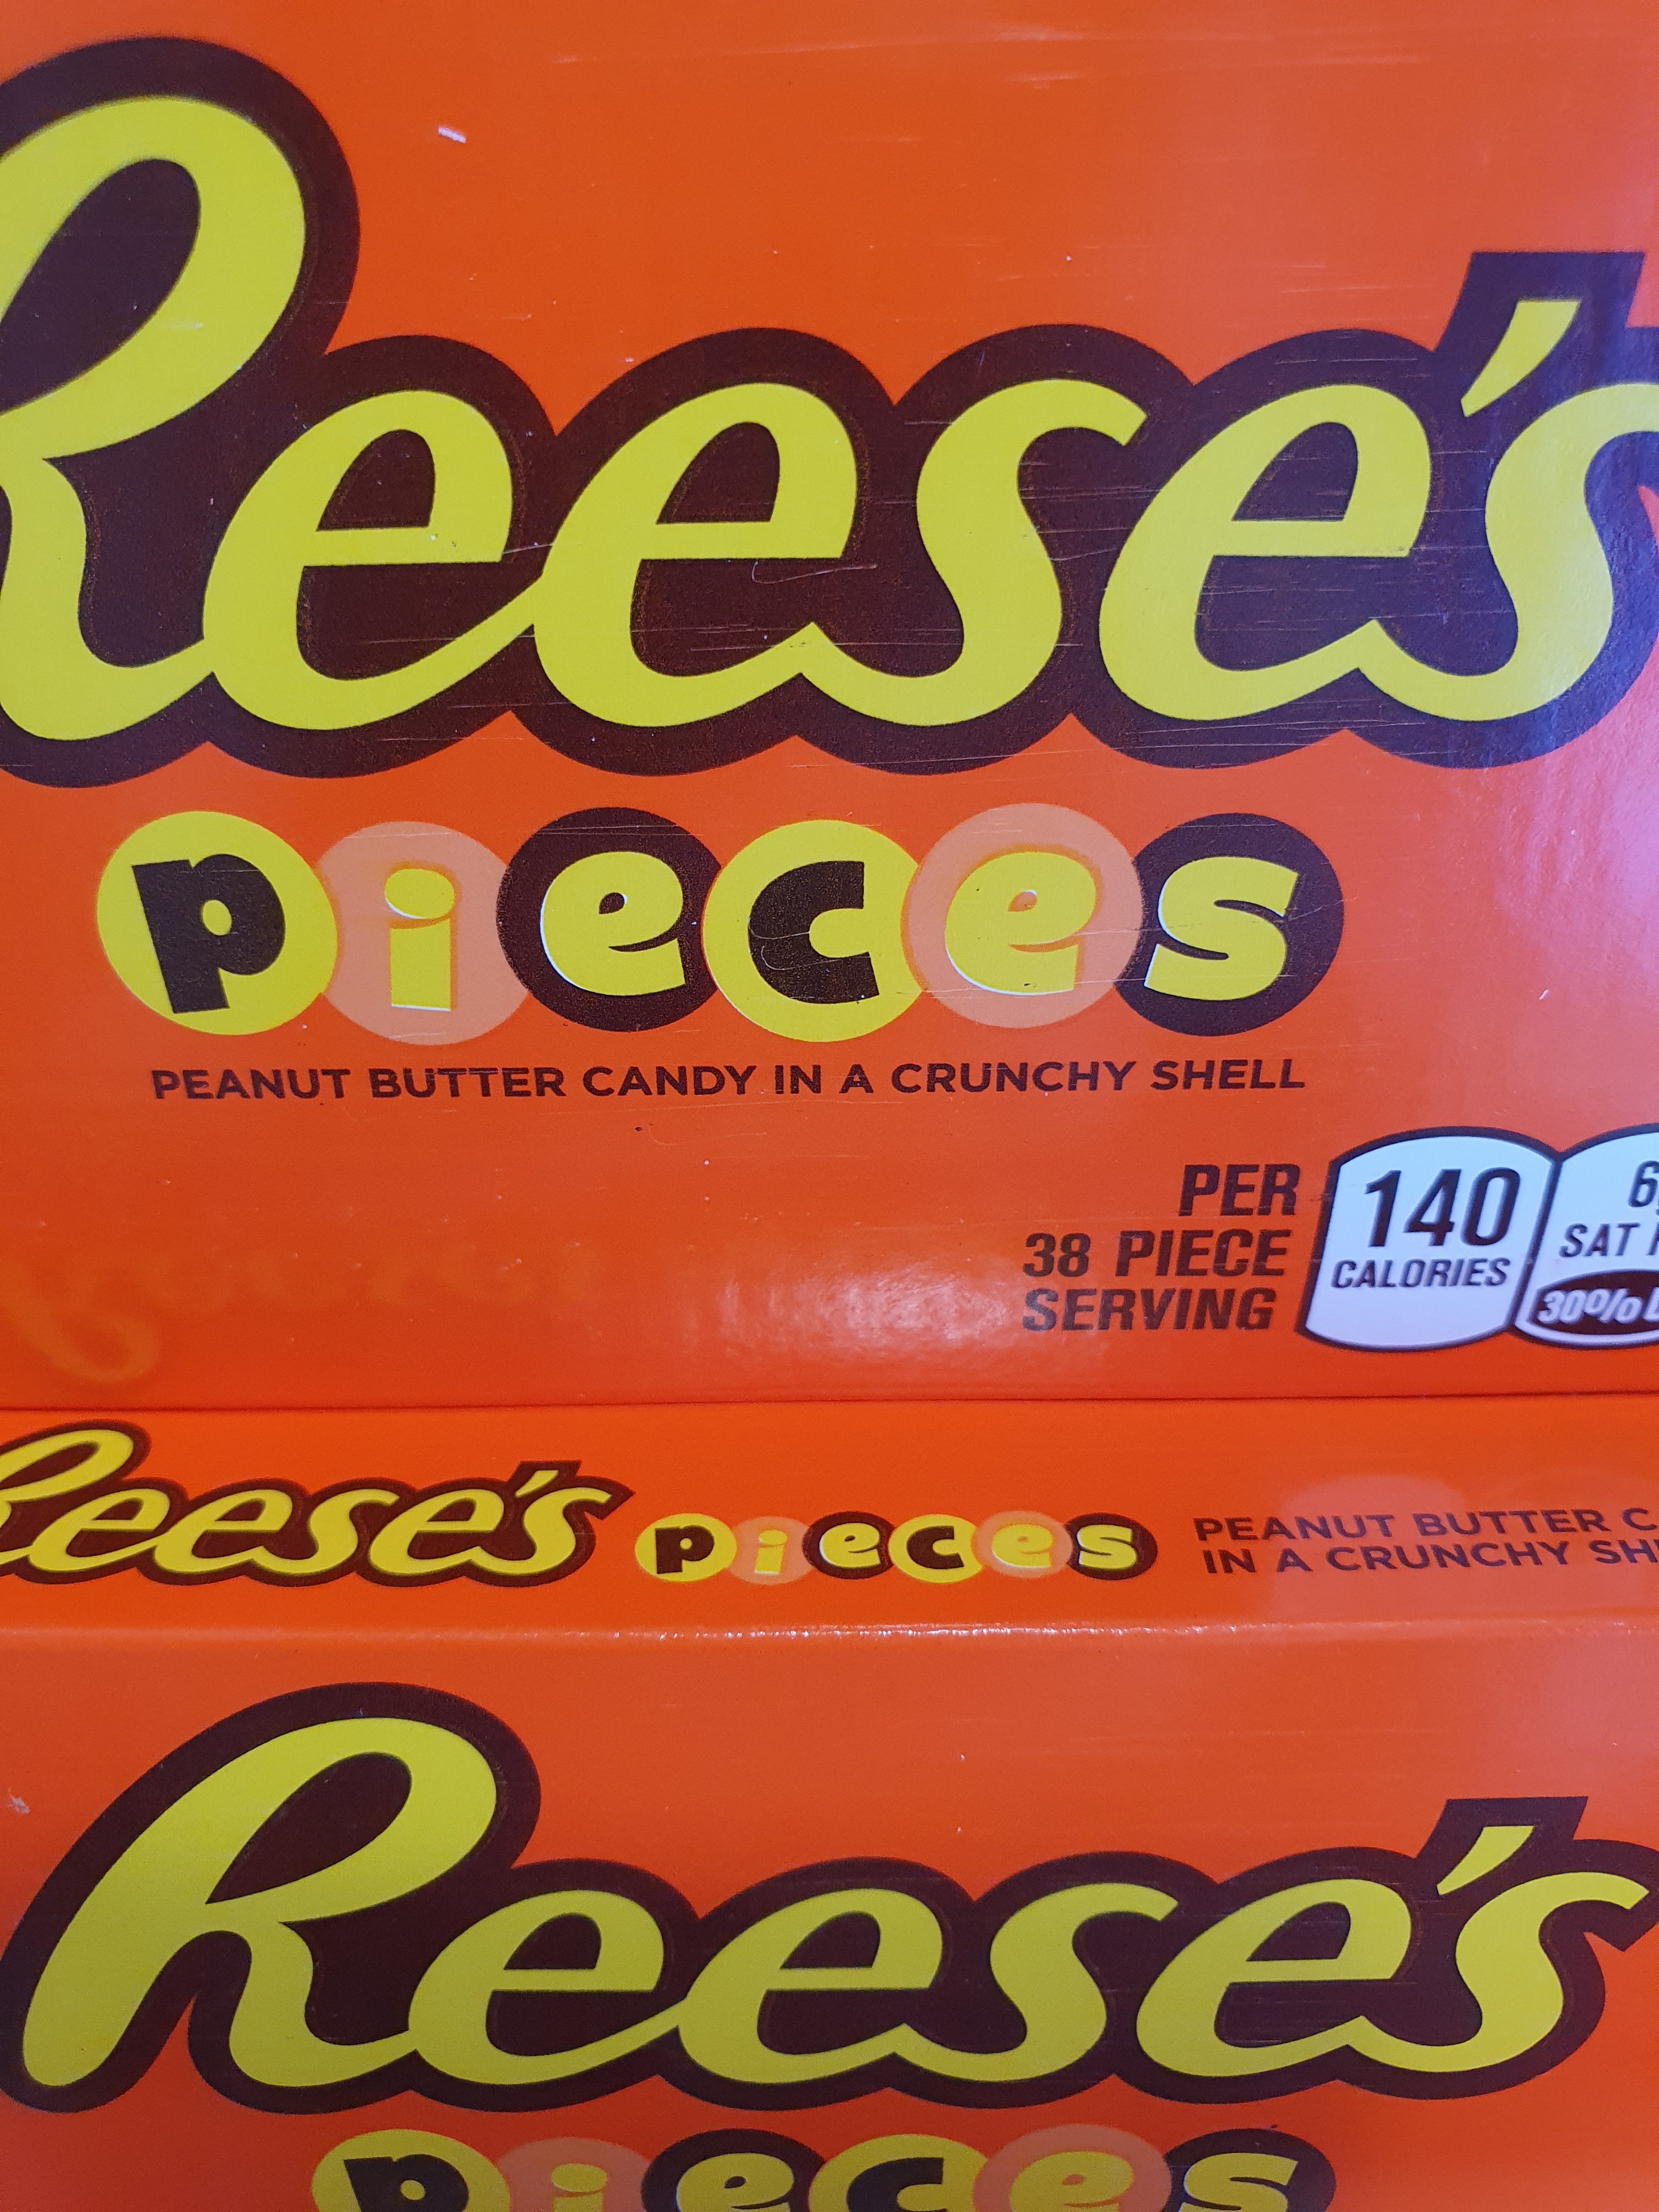 Reese's
pieces
PEANUT BUTTER CANDY IN A CRUNCHY SHELL
PER
38 PIECE
SERVING
140
CALORIES
SAT
30%
Reese's pieces
PEANUT BUTTER
IN A CRUNCHY
Reese's
pieces